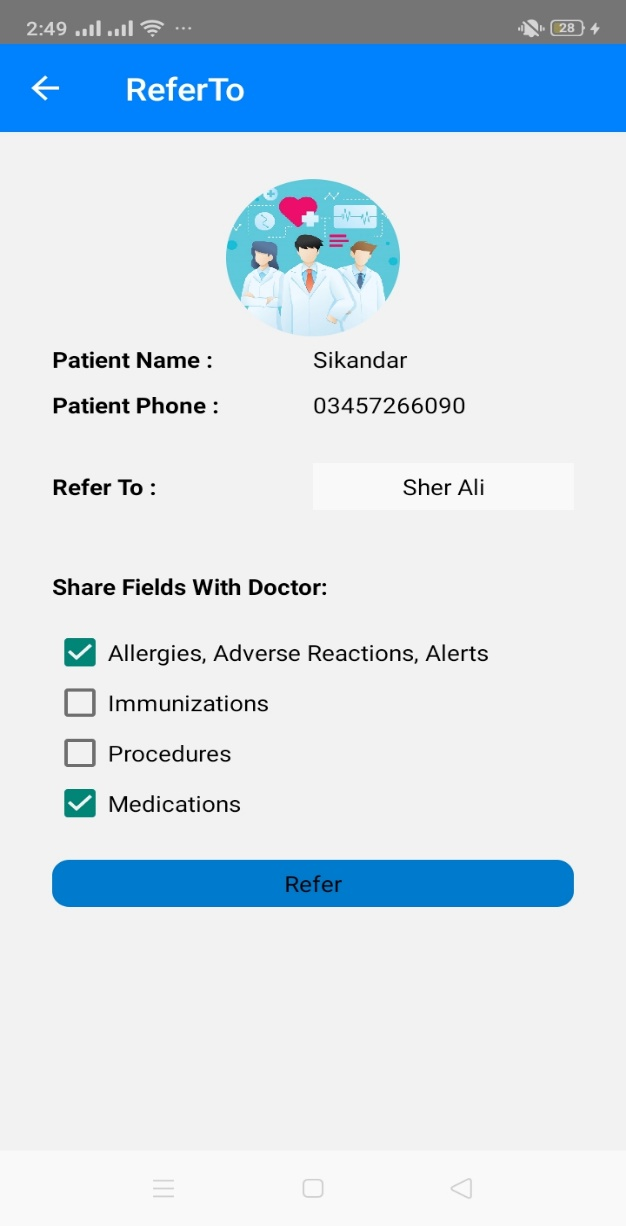 2:49 ... 28
ReferTo
Patient Name : Sikandar
Patient Phone : 03457266090
Refer To : Sher Ali
Share Fields With Doctor:
Allergies, Adverse Reactions, Alerts
Immunizations
Procedures
Medications
Refer